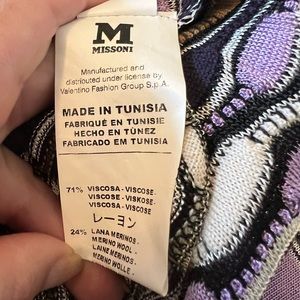 M
MISSONI
Manufactured and
distributed under license by
Valentino Fashion Group S.p.A.
MADE IN TUNISIA
FABRIQUÉ EN TUNISIE
HECHO EN TÚNEZ
FABRICADO EM TUNISIA
71% VISCOSA - VISCOSE.
VISCOSE - VISKOSE.
VISCOSA - VISCOSE
レーヨン
24% LANA MERINOS.
MERINO WOOL.
LAINE MERINOS.
MERINO WOLLE.